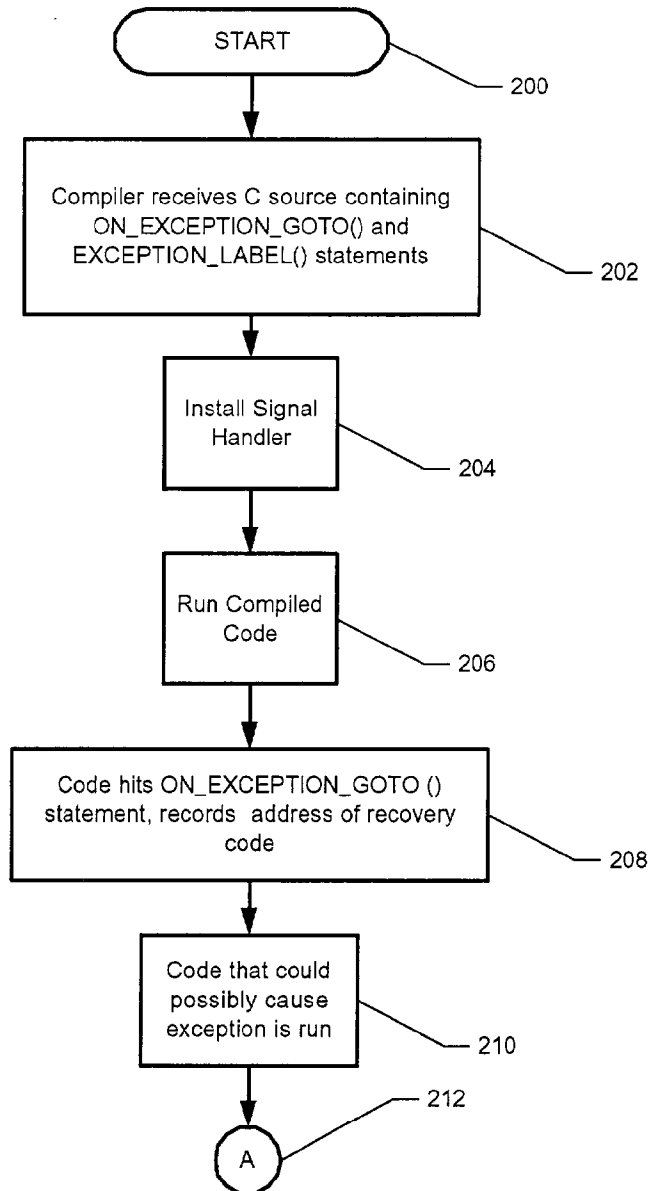 START
200
Compiler receives C source containing
ON_EXCEPTION_GOTO() and
EXCEPTION_LABEL() statements
202
Install Signal
Handler
204
Run Compiled
Code
206
Code hits ON_EXCEPTION_GOTO ()
statement, records address of recovery
code
208
Code that could
possibly cause
exception is run
210
212
A